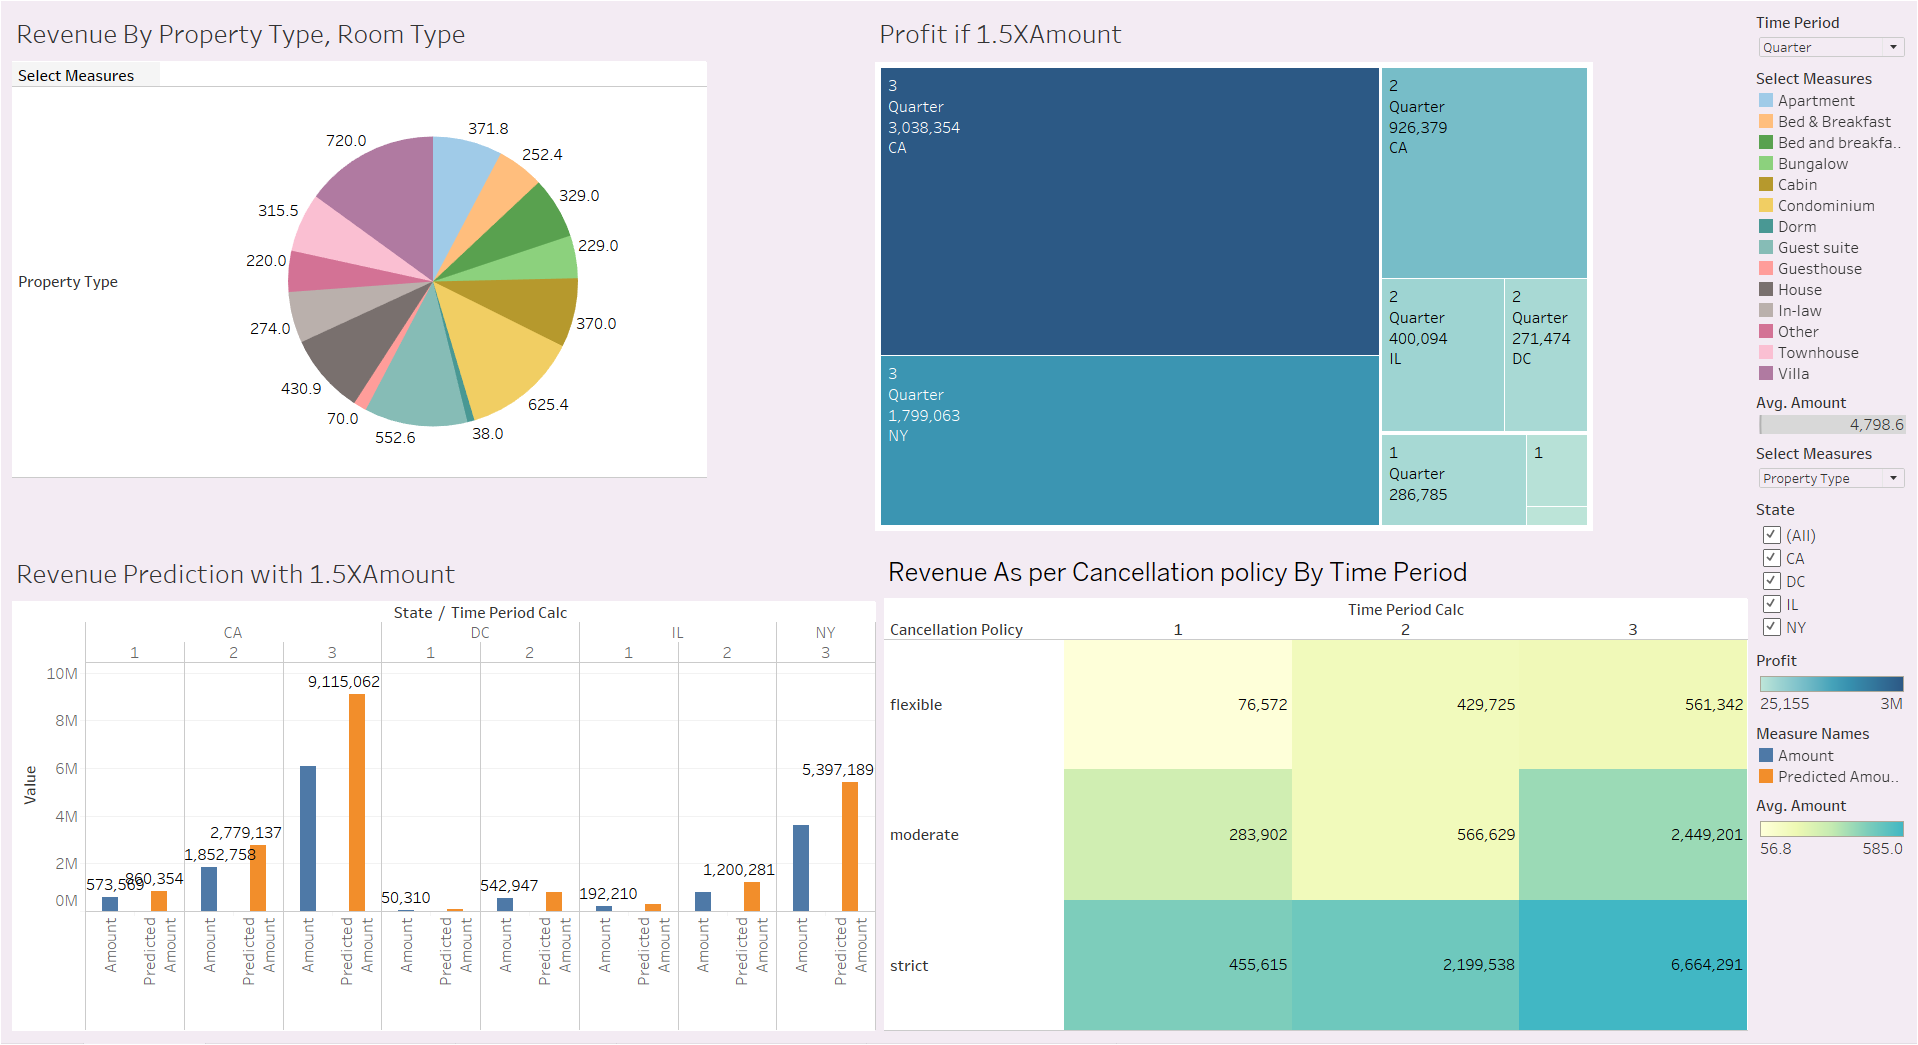 Revenue By Property Type, Room Type
Select Measures
Property Type
371.8
252.4
329.0
229.0
370.0
625.4
38.0
552.6
70.0
430.9
274.0
220.0
315.5
720.0
Profit if 1.5XAmount
3
Quarter
3,038,354
CA
3
Quarter
1,799,063
NY
2
Quarter
926,379
CA
2
Quarter
400,094
IL
2
Quarter
271,474
DC
1
Quarter
286,785
1
Revenue Prediction with 1.5XAmount
State / Time Period Calc
CA DC IL NY
1 2 3 1 2 1 2 3
Value
10M
8M
6M
4M
2M
0M
573,569
860,354
1,852,758
2,779,137
9,115,062
50,310
542,947
192,210
1,200,281
5,397,189
Amount
Predicted Amount
Amount
Predicted Amount
Amount
Predicted Amount
Amount
Predicted Amount
Amount
Predicted Amount
Amount
Predicted Amount
Amount
Predicted Amount
Amount
Predicted Amount
Revenue As per Cancellation policy By Time Period
Time Period Calc
Cancellation Policy 1 2 3
flexible 76,572 429,725 561,342
moderate 283,902 566,629 2,449,201
strict 455,615 2,199,538 6,664,291
Time Period
Quarter
Select Measures
Apartment
Bed & Breakfast
Bed and breakfa..
Bungalow
Cabin
Condominium
Dorm
Guest suite
Guesthouse
House
In-law
Other
Townhouse
Villa
Avg. Amount
4,798.6
Select Measures
Property Type
State
(All)
CA
DC
IL
NY
Profit
25,155 3M
Measure Names
Amount
Predicted Amou..
Avg. Amount
56.8 585.0